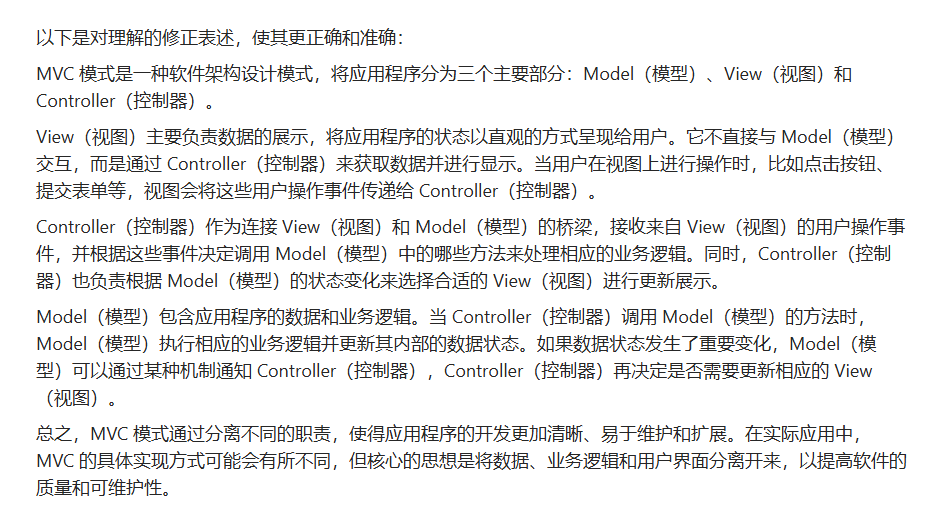 以下是对理解的修正表述，使其更正确和准确：
MVC 模式是一种软件架构设计模式，将应用程序分为三个主要部分：Model（模型）、View（视图）和
Controller（控制器）。
View（视图）主要负责数据的展示，将应用程序的状态以直观的方式呈现给用户。它不直接与 Model（模型）
交互，而是通过 Controller（控制器）来获取数据并进行显示。当用户在视图上进行操作时，比如点击按钮、
提交表单等，视图会将这些用户操作事件传递给 Controller（控制器）。
Controller（控制器）作为连接 View（视图）和 Model（模型）的桥梁，接收来自 View（视图）的用户操作事
件，并根据这些事件决定调用 Model（模型）中的哪些方法来处理相应的业务逻辑。同时，Controller（控制
器）也负责根据 Model（模型）的状态变化来选择合适的 View（视图）进行更新展示。
Model（模型）包含应用程序的数据和业务逻辑。当 Controller（控制器）调用 Model（模型）的方法时，
Model（模型）执行相应的业务逻辑并更新其内部的数据状态。如果数据状态发生了重要变化，Model（模
型）可以通过某种机制通知 Controller（控制器），Controller（控制器）再决定是否需要更新相应的 View
（视图）。
总之，MVC 模式通过分离不同的职责，使得应用程序的开发更加清晰、易于维护和扩展。在实际应用中，
MVC 的具体实现方式可能会有所不同，但核心的思想是将数据、业务逻辑和用户界面分离开来，以提高软件的
质量和可维护性。